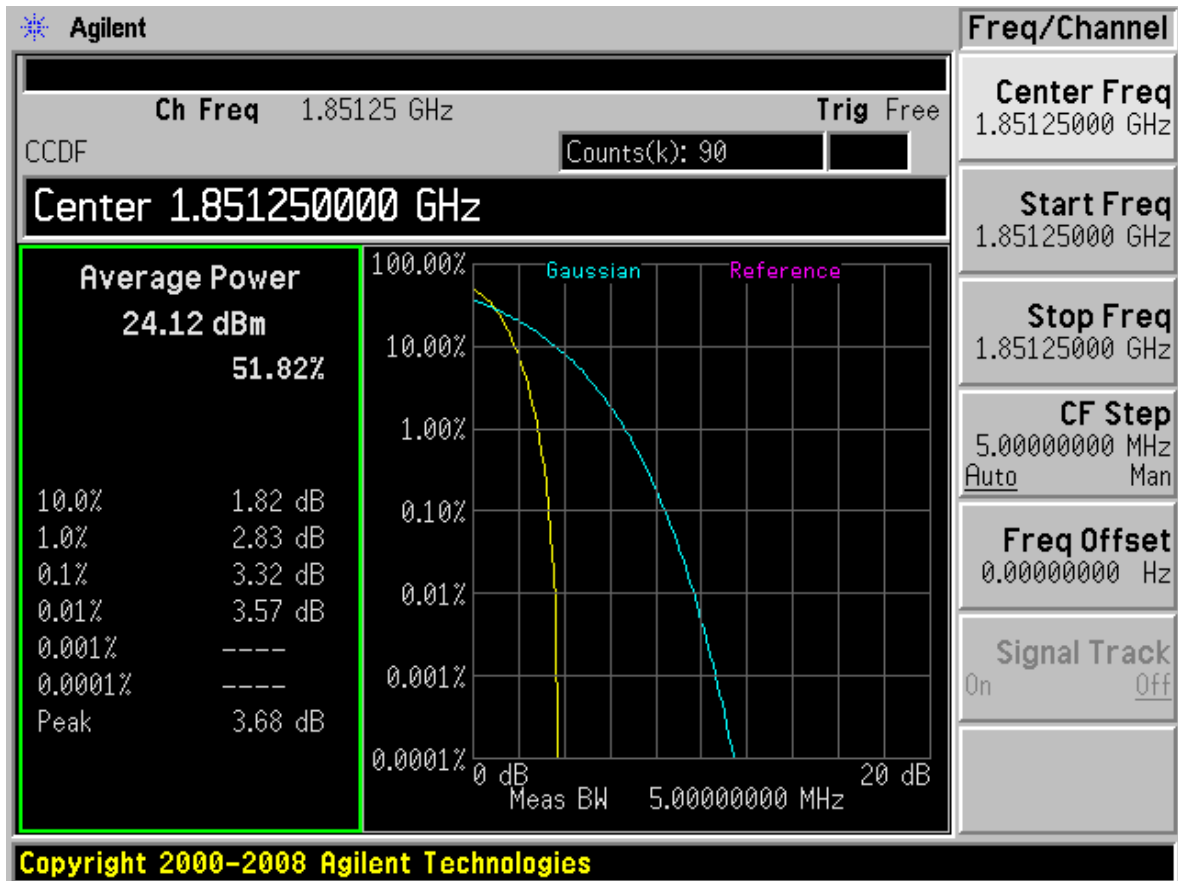 Agilent
Freq/Channel
Ch Freq 1.85125 GHz Trig Free
CCDF Counts(k): 90
Center 1.851250000 GHz
Average Power
24.12 dBm
51.82%
10.0% 1.82 dB
1.0% 2.83 dB
0.1% 3.32 dB
0.01% 3.57 dB
0.001% ----
0.0001% ----
Peak 3.68 dB
Gaussian Reference
100.00%
10.00%
1.00%
0.10%
0.01%
0.001%
0.0001%
0 dB 20 dB
Meas BW 5.00000000 MHz
Center Freq
1.85125000 GHz
Start Freq
1.85125000 GHz
Stop Freq
1.85125000 GHz
CF Step
5.00000000 MHz
Auto Man
Freq Offset
0.00000000 Hz
Signal Track
On Off
Copyright 2000-2008 Agilent Technologies